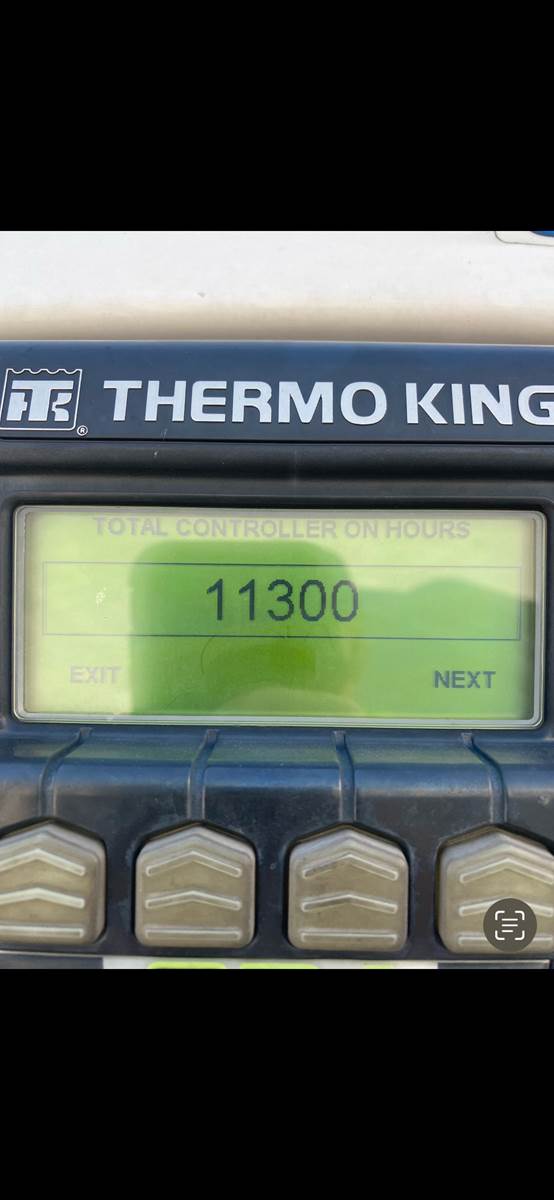 TK
®
THERMO KING
TOTAL CONTROLLER ON HOURS
11300
EXIT
NEXT